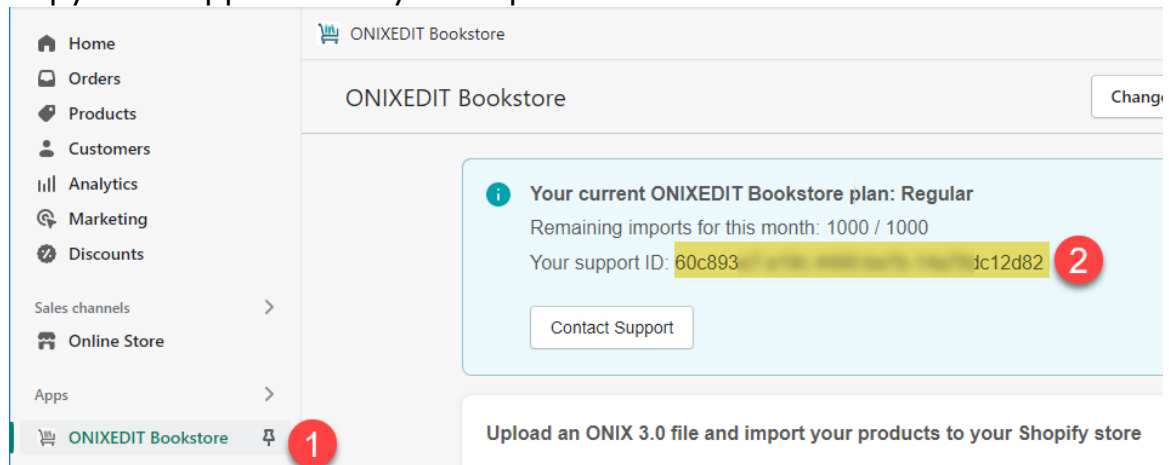 Home
Orders
Products
Customers
Analytics
Marketing
Discounts
Sales channels
Online Store
Apps
ONIXEDIT Bookstore
1
ONIXEDIT Bookstore
ONIXEDIT Bookstore
Change
Your current ONIXEDIT Bookstore plan: Regular
Remaining imports for this month: 1000 / 1000
Your support ID: 60c893 dc12d82
2
Contact Support
Upload an ONIX 3.0 file and import your products to your Shopify store